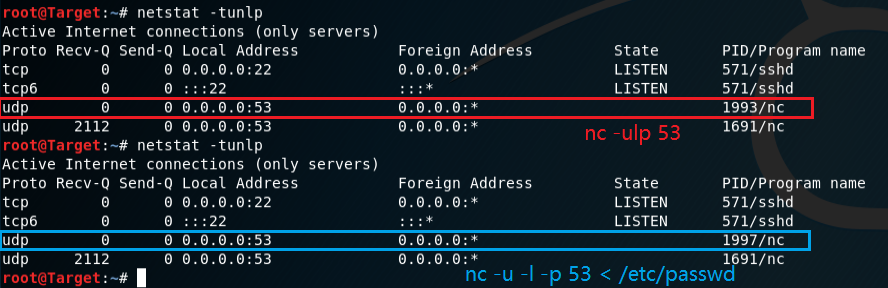 root@Target:~# netstat -tunlp
Active Internet connections (only servers)
Proto Recv-Q Send-Q Local Address           Foreign Address         State       PID/Program name
tcp        0      0 0.0.0.0:22              0.0.0.0:*               LISTEN      571/sshd
tcp6       0      0 :::22                   :::*                    LISTEN      571/sshd
udp        0      0 0.0.0.0:53              0.0.0.0:*                           1993/nc
udp     2112      0 0.0.0.0:53              0.0.0.0:*                           1691/nc
nc -ulp 53
root@Target:~# netstat -tunlp
Active Internet connections (only servers)
Proto Recv-Q Send-Q Local Address           Foreign Address         State       PID/Program name
tcp        0      0 0.0.0.0:22              0.0.0.0:*               LISTEN      571/sshd
tcp6       0      0 :::22                   :::*                    LISTEN      571/sshd
udp        0      0 0.0.0.0:53              0.0.0.0:*                           1997/nc
udp     2112      0 0.0.0.0:53              0.0.0.0:*                           1691/nc
root@Target:~#
nc -u -l -p 53 < /etc/passwd